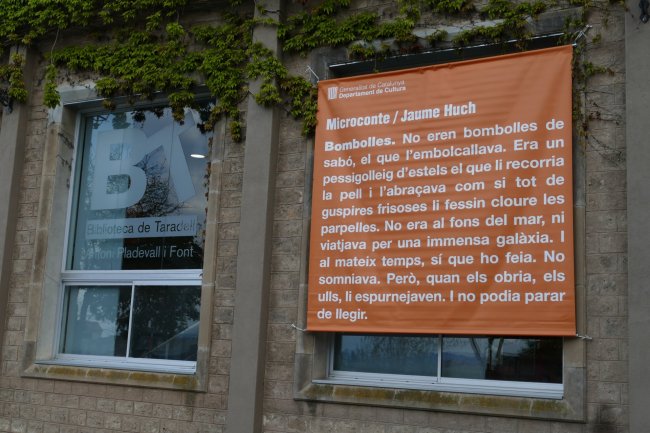 B
Biblioteca de Taradell
Antoni Pladevall i Font
Generalitat de Catalunya
Departament de Cultura
Microconte / Jaume Huch
Bombolles. No eren bombolles de
sabó, el que l'embolcallava. Era un
pessigolleig d'estels el que li recorria
la pell i l'abraçava com si tot de
guspires frisoses li fessin cloure les
parpelles. No era al fons del mar, ni
viatjava per una immensa galàxia. I
al mateix temps, sí que ho feia. No
somniava. Però, quan els obria, els
ulls, li espurnejaven. I no podia parar
de llegir.